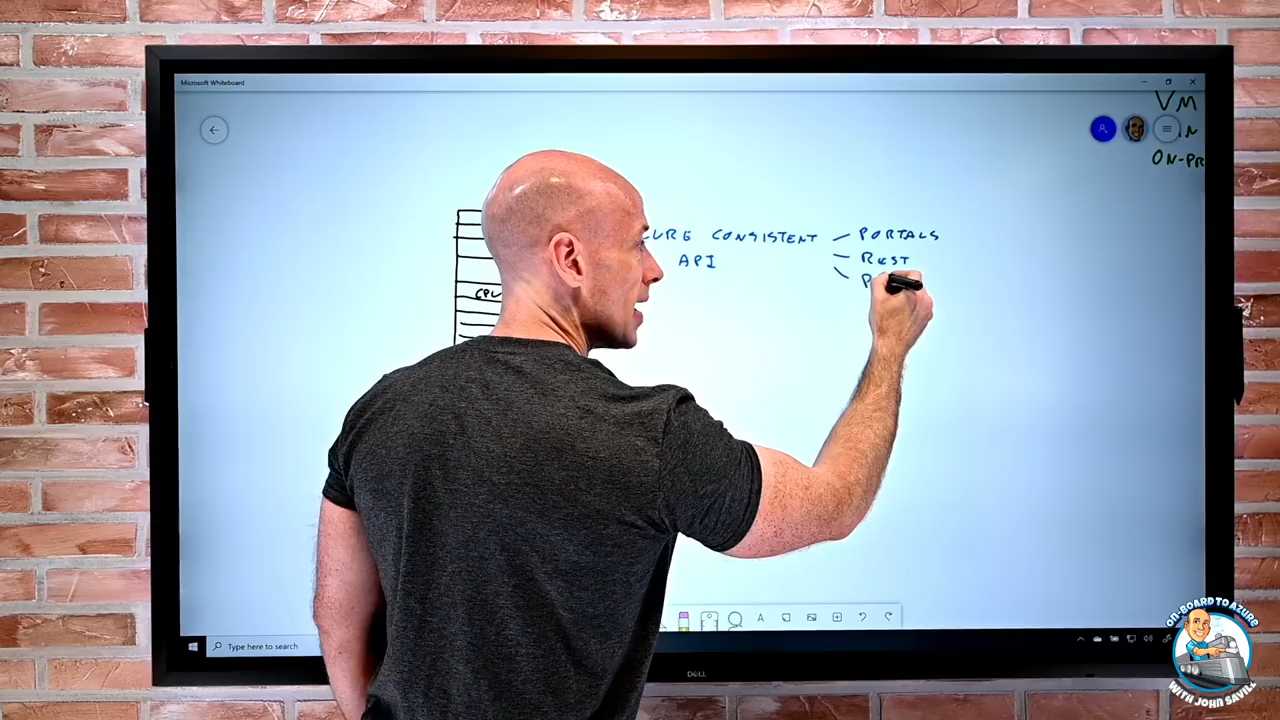 Microsoft Whiteboard
VM
ON-PR
CONSISTENT PORTALS
API REST
CPU
Type here to search
DELL
ON-BOARD TO AZURE
WITH JOHN SAVILL